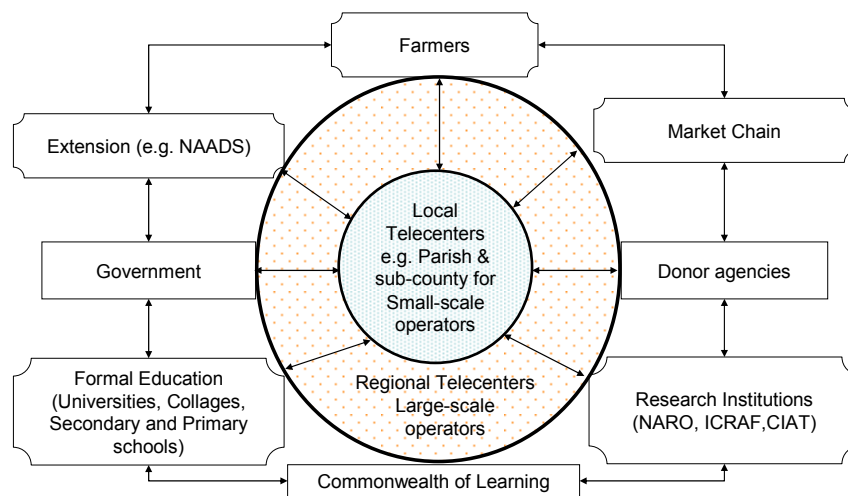 Farmers
Extension (e.g. NAADS)
Market Chain
Local
Telecenters
e.g. Parish &
sub-county for
Small-scale
operators
Government
Donor agencies
Formal Education
(Universities, Collages,
Secondary and Primary
schools)
Regional Telecenters
Large-scale
operators
Research Institutions
(NARO, ICRAF,CIAT)
Commonwealth of Learning